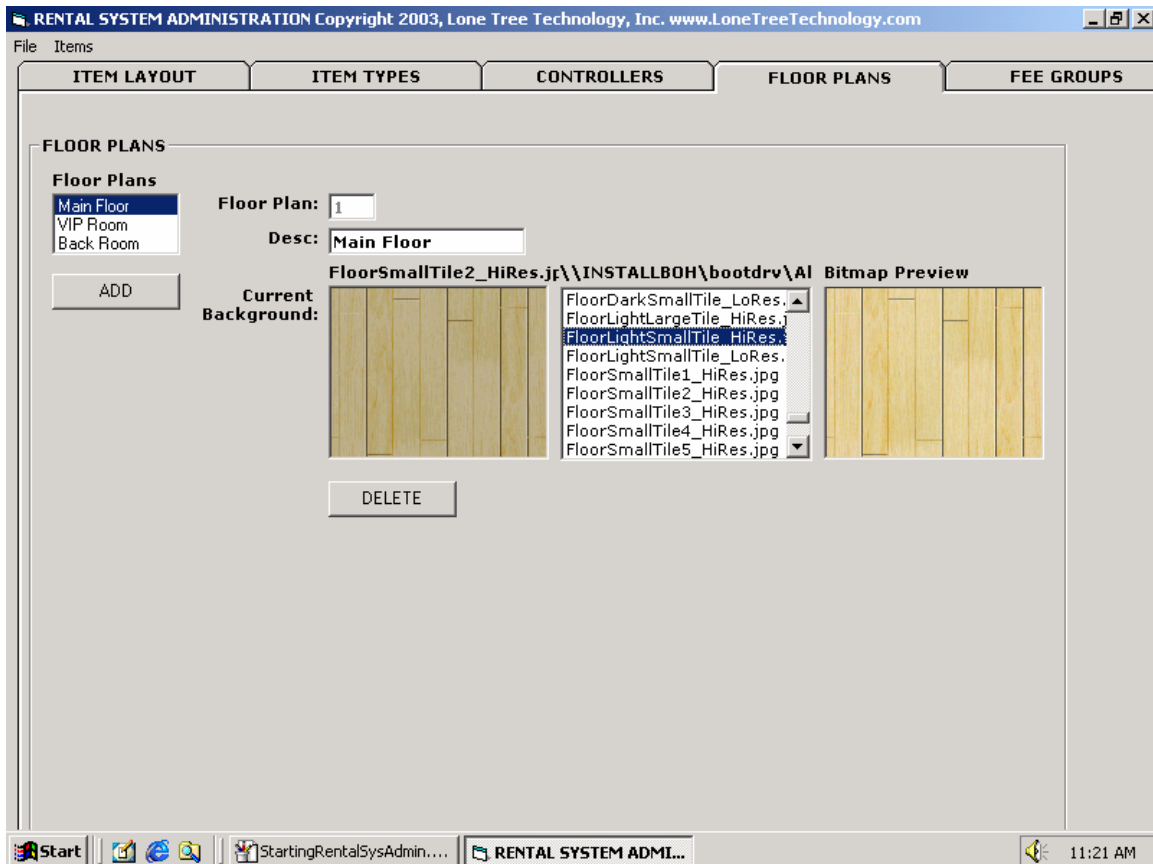 RENTAL SYSTEM ADMINISTRATION Copyright 2003, Lone Tree Technology, Inc. www.LoneTreeTechnology.com
File Items
ITEM LAYOUT ITEM TYPES CONTROLLERS FLOOR PLANS FEE GROUPS
FLOOR PLANS
Floor Plans
Main Floor
VIP Room
Back Room
ADD
Floor Plan: 1
Desc: Main Floor
FloorSmallTile2_HiRes.jp \\INSTALLBOH\bootdrv\Al Bitmap Preview
Current
Background:
FloorDarkSmallTile_LoRes.
FloorLightLargeTile_HiRes.j
FloorLightSmallTile_HiRes.
FloorLightSmallTile_LoRes.
FloorSmallTile1_HiRes.jpg
FloorSmallTile2_HiRes.jpg
FloorSmallTile3_HiRes.jpg
FloorSmallTile4_HiRes.jpg
FloorSmallTile5_HiRes.jpg
DELETE
Start StartingRentalSysAdmin.... RENTAL SYSTEM ADMI... 11:21 AM